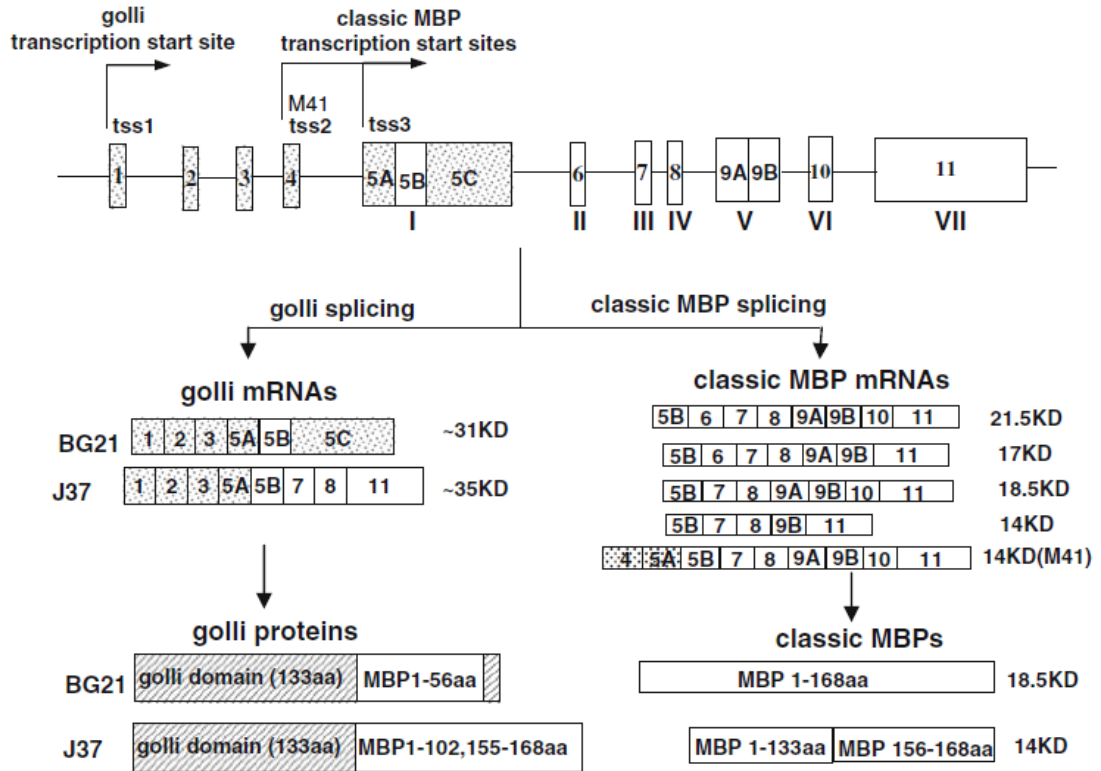 golli
transcription start site
classic MBP
transcription start sites
M41
tss1
tss2
tss3
1 2 3 4 5A 5B 5C 6 7 8 9A 9B 10 11
I II III IV V VI VII
golli splicing
classic MBP splicing
golli mRNAs
BG21 1 2 3 5A 5B 5C ~31KD
J37 1 2 3 5A 5B 7 8 11 ~35KD
classic MBP mRNAs
5B 6 7 8 9A 9B 10 11 21.5KD
5B 6 7 8 9A 9B 11 17KD
5B 7 8 9A 9B 10 11 18.5KD
5B 7 8 9B 11 14KD
4 5A 5B 7 8 9A 9B 10 11 14KD(M41)
golli proteins
BG21 golli domain (133aa) MBP1-56aa
J37 golli domain (133aa) MBP1-102,155-168aa
classic MBPs
MBP 1-168aa 18.5KD
MBP 1-133aa MBP 156-168aa 14KD